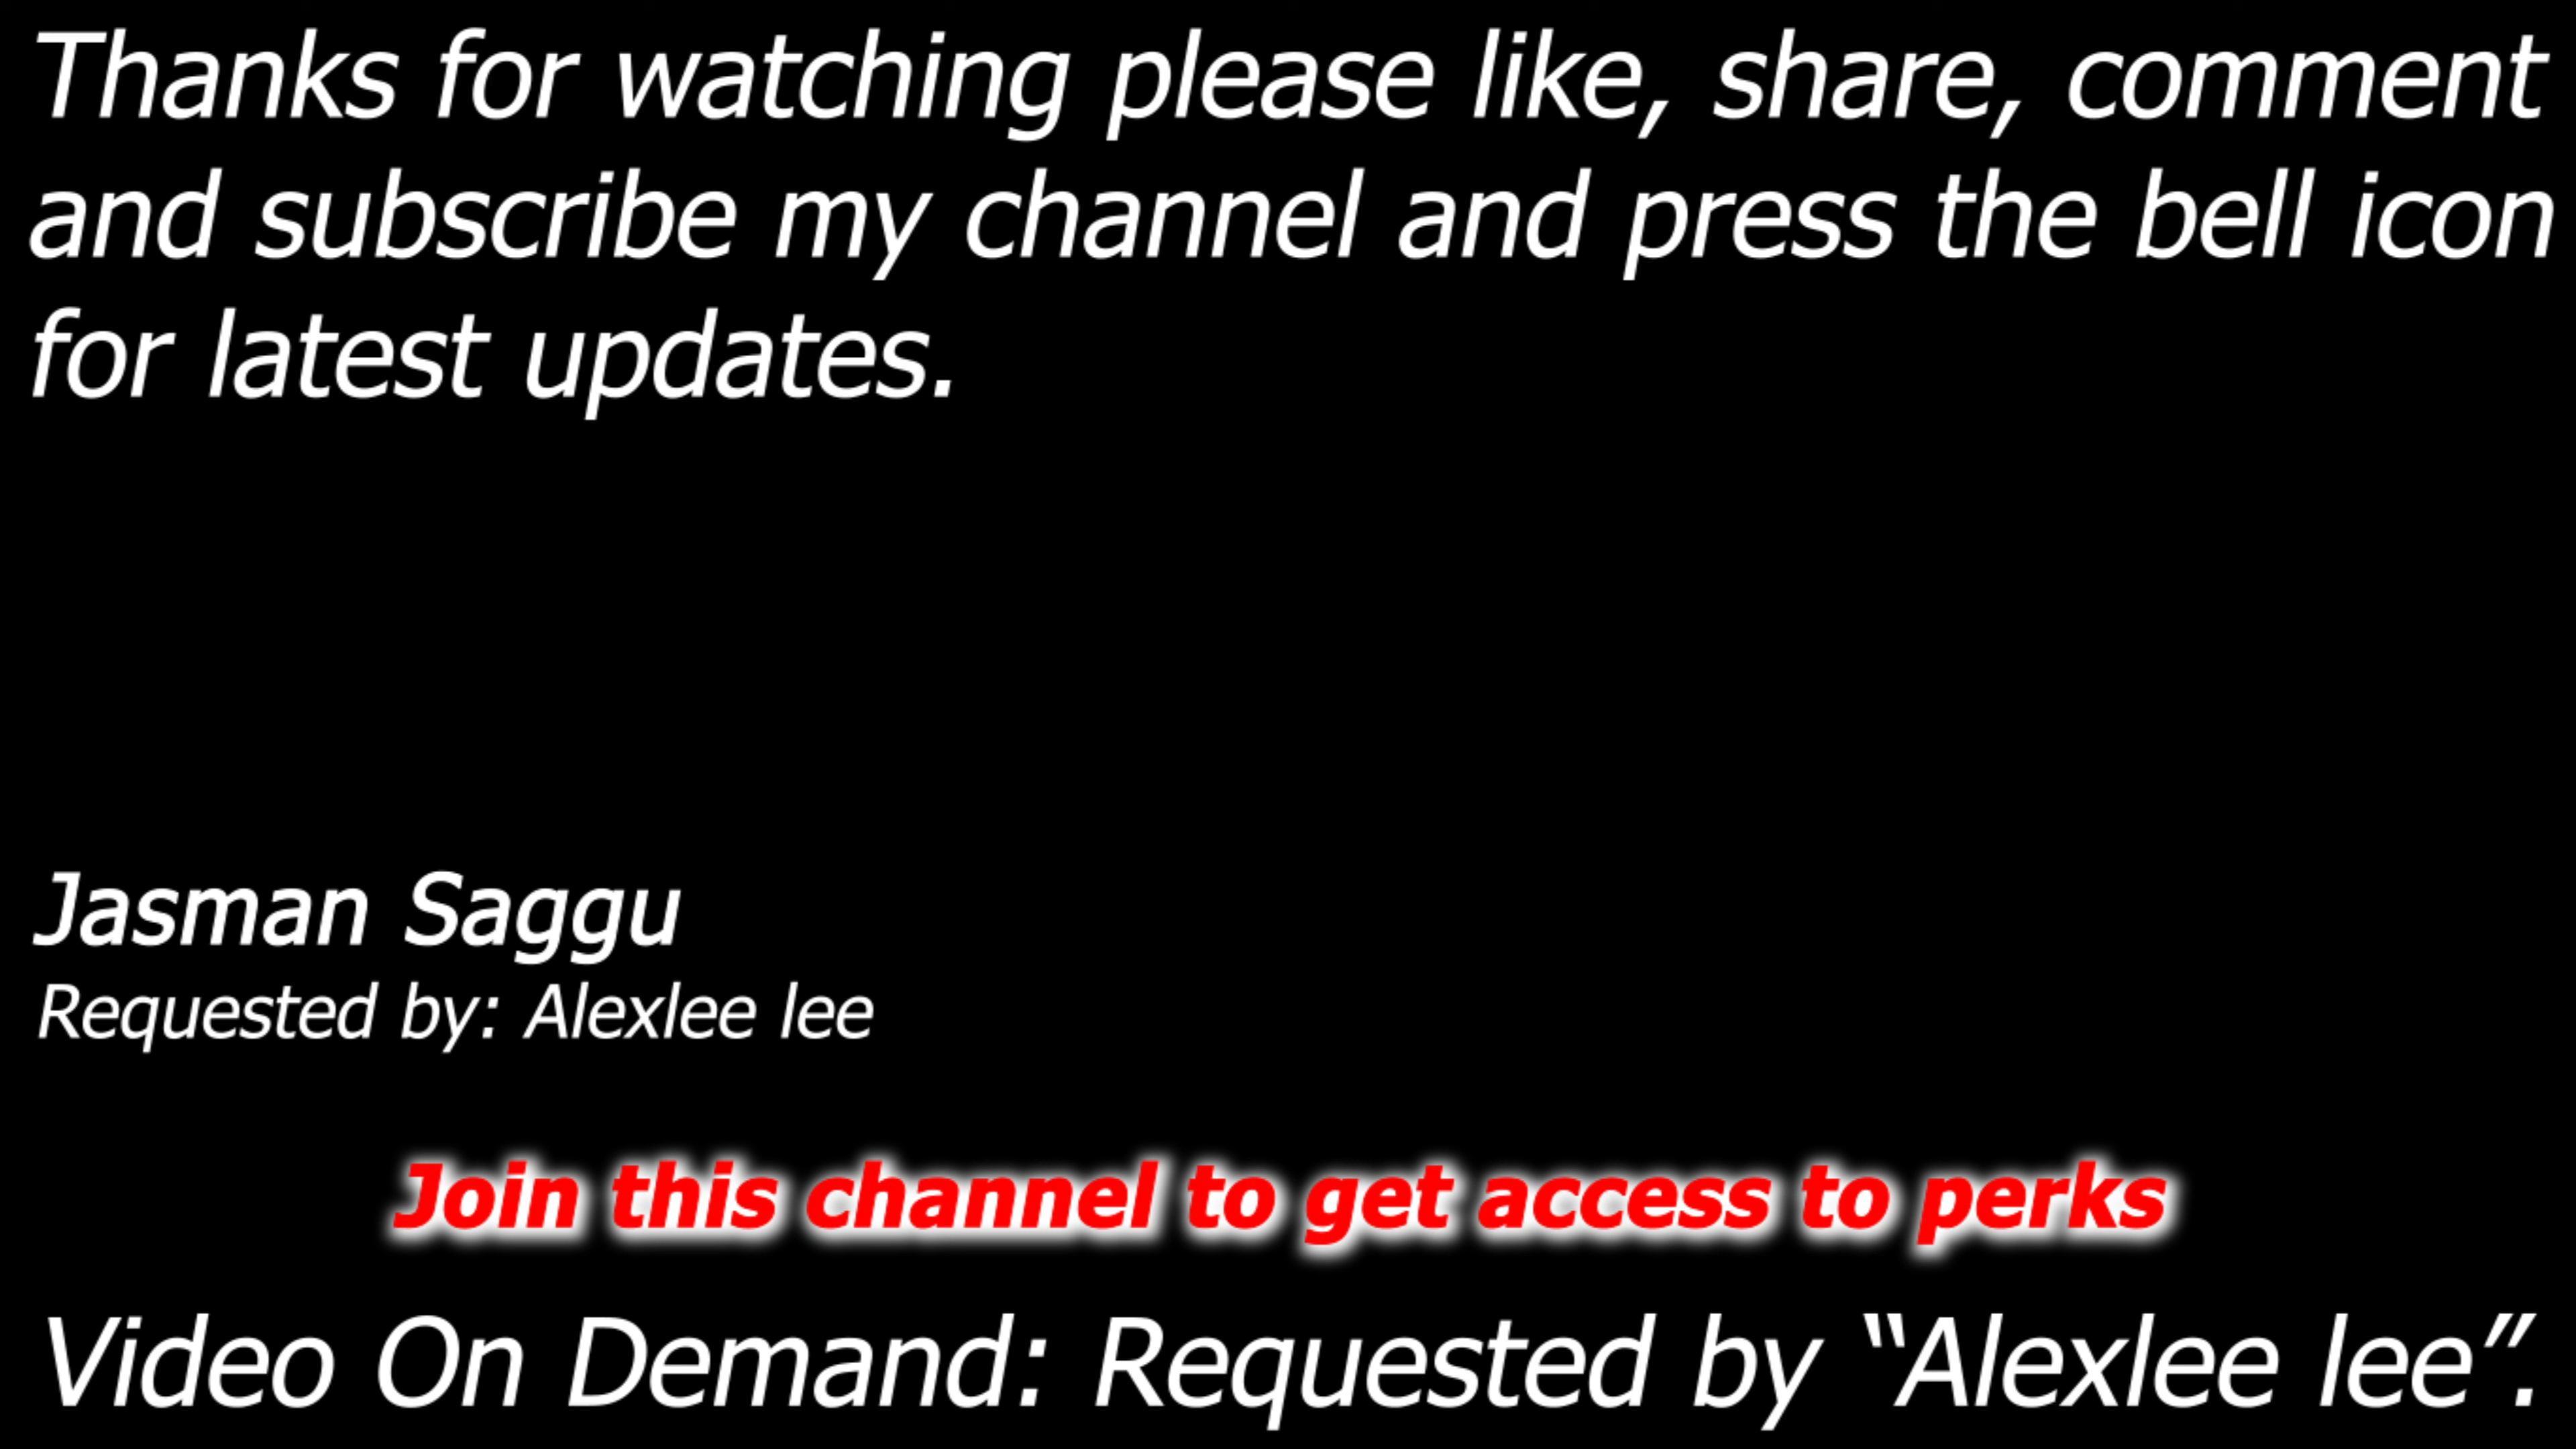 Thanks for watching please like, share, comment
and subscribe my channel and press the bell icon
for latest updates.
Jasman Saggu
Requested by: Alexlee lee
Join this channel to get access to perks
Video On Demand: Requested by “Alexlee lee”.